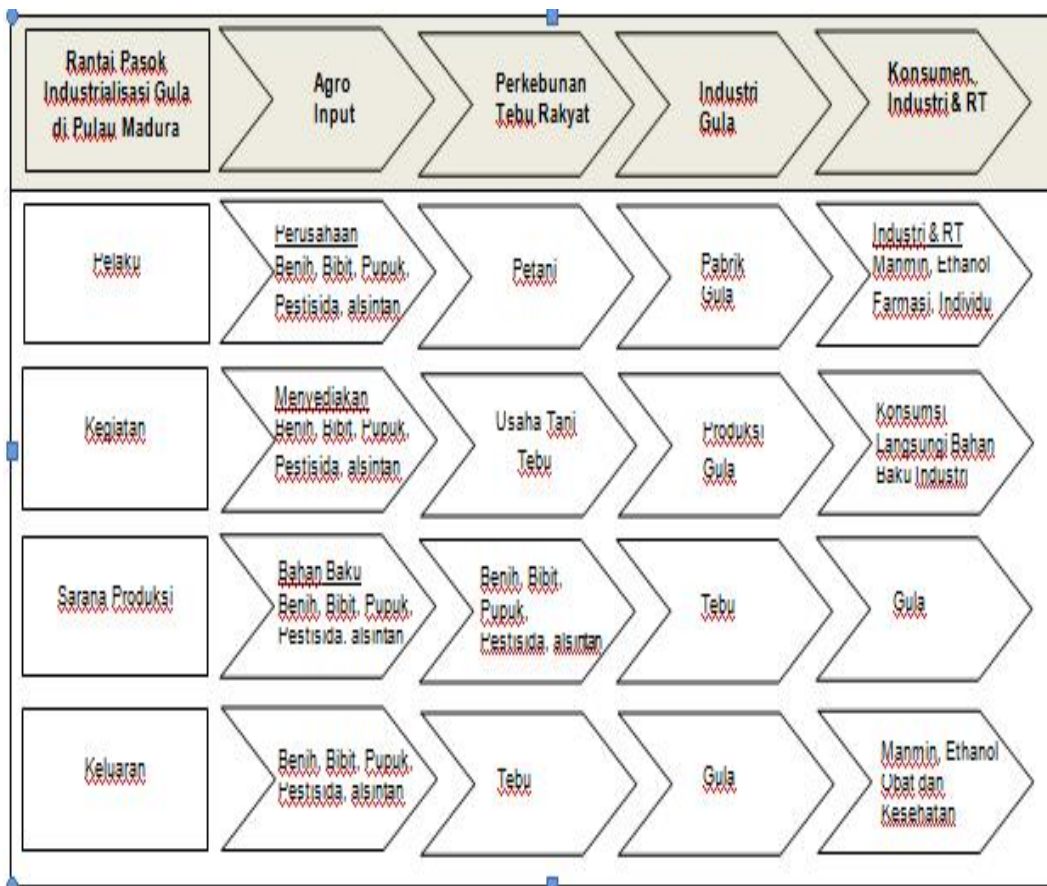 Rantai Pasok
Industrialisasi Gula
di Pulau Madura
Agro
Input
Perkebunan
Tebu Rakyat
Industri
Gula
Konsumen,
Industri & RT
Pelaku
Perusahaan
Benih, Bibit, Pupuk,
Pestisida, alsintan
Petani
Pabrik
Gula
Industri & RT
Manmin, Ethanol
Farmasi, Individu
Kegiatan
Menyediakan
Benih, Bibit, Pupuk,
Pestisida, alsintan
Usaha Tani
Tebu
Produksi
Gula
Konsumsi
Langsungi Bahan
Baku Industri
Sarana Produksi
Bahan Baku
Benih, Bibit, Pupuk,
Pestisida, alsintan
Benih, Bibit,
Pupuk,
Pestisida, alsintan
Tebu
Gula
Keluaran
Benih, Bibit, Pupuk,
Pestisida, alsintan
Tebu
Gula
Manmin, Ethanol
Obat dan
Kesehatan